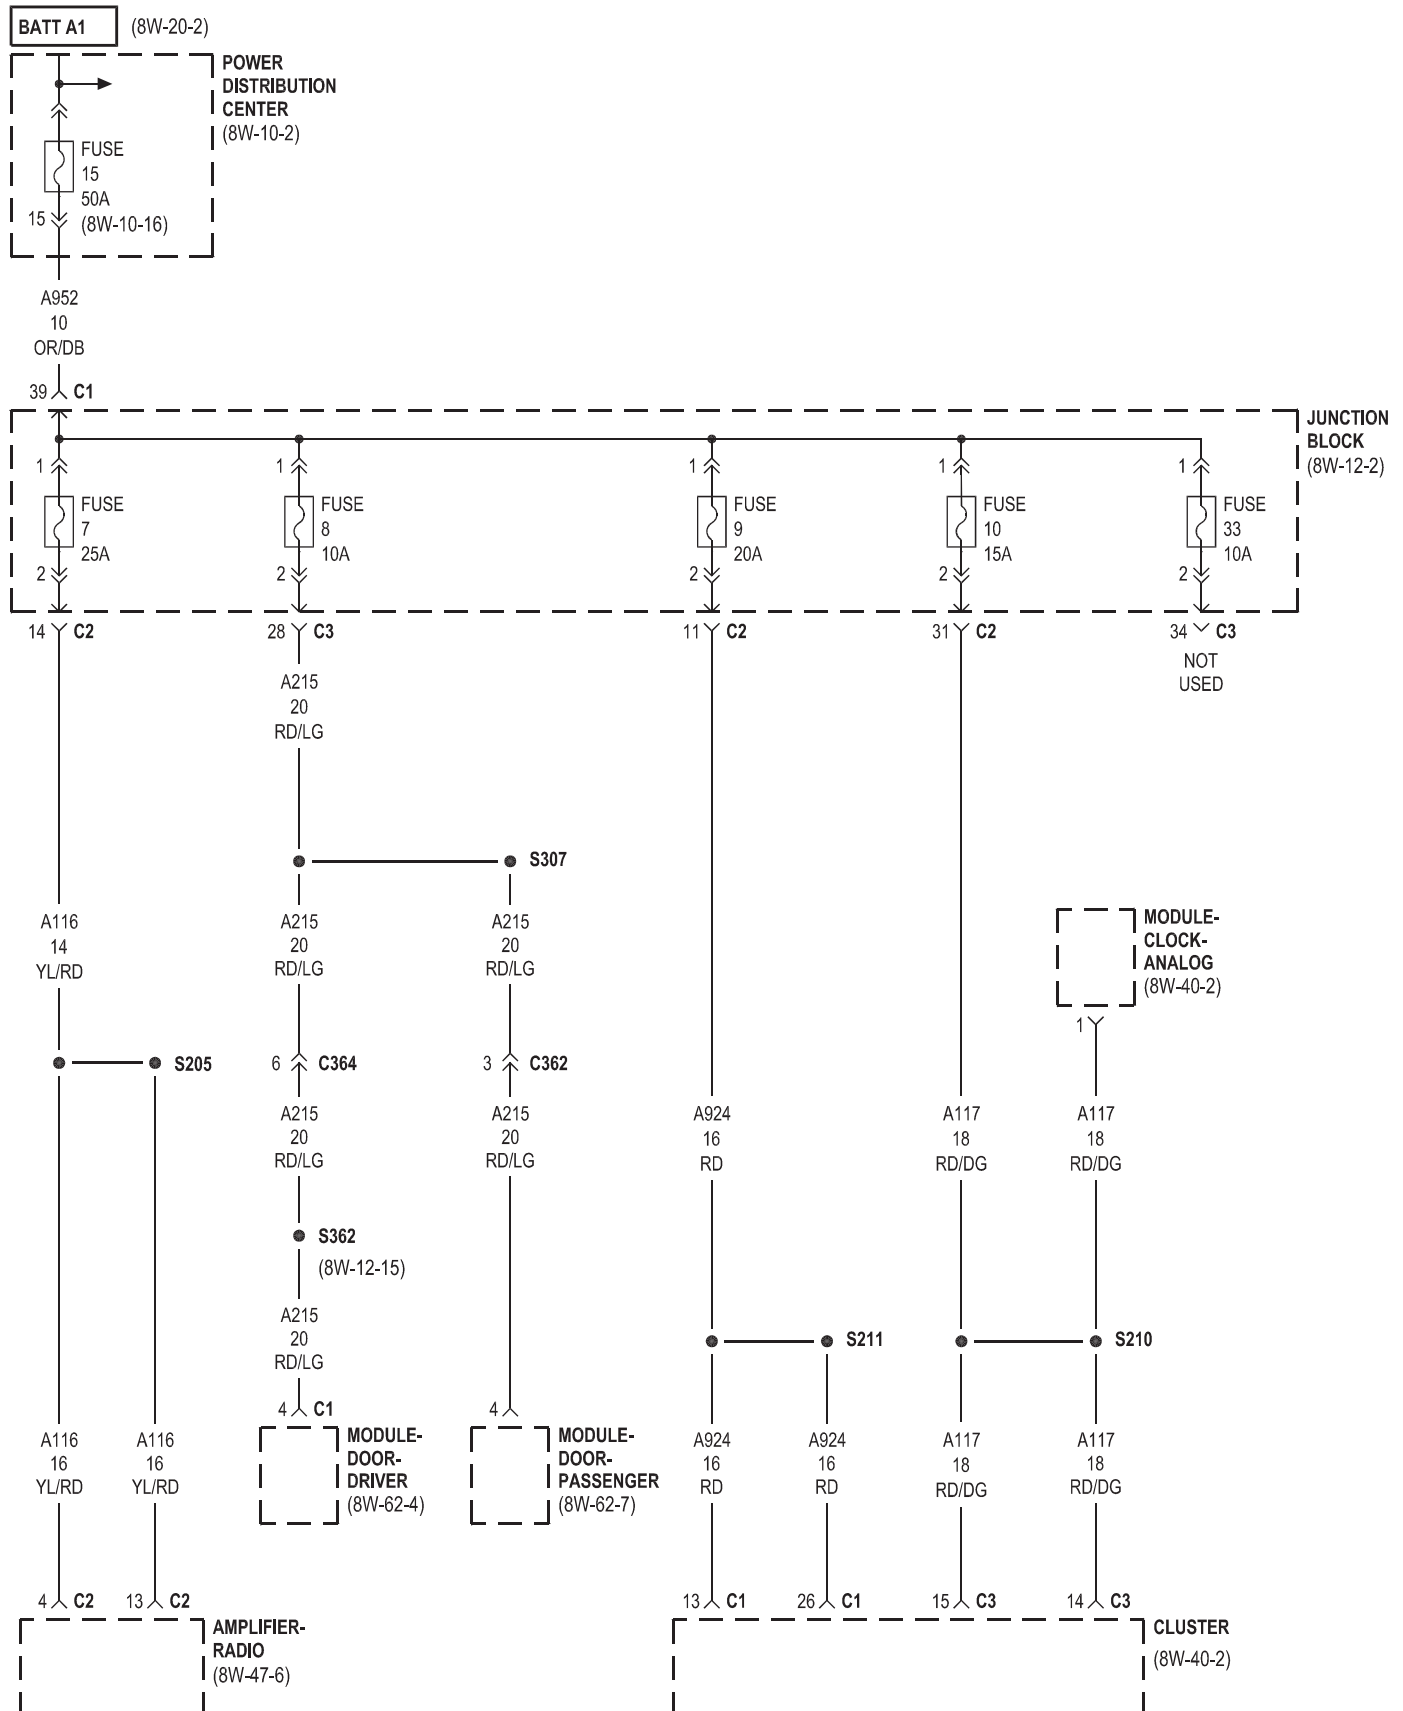 BATT A1 (8W-20-2)
POWER
DISTRIBUTION
CENTER
(8W-10-2)
FUSE
15
50A
15 (8W-10-16)
A952
10
OR/DB
39 C1
JUNCTION
BLOCK
(8W-12-2)
1 1 1 1 1
FUSE FUSE FUSE FUSE FUSE
7 8 9 10 33
25A 10A 20A 15A 10A
2 2 2 2 2
14 C2 28 C3 11 C2 31 C2 34 C3
NOT
USED
A215
20
RD/LG
S307
A116 A215 A215
14 20 20
YL/RD RD/LG RD/LG
MODULE-
CLOCK-
ANALOG
(8W-40-2)
1
S205 6 C364 3 C362
A215 A215 A924 A117 A117
20 20 16 18 18
RD/LG RD/LG RD RD/DG RD/DG
S362
(8W-12-15)
A215
20
RD/LG
S211 S210
4 C1 4
MODULE-
DOOR-
DRIVER
(8W-62-4)
MODULE-
DOOR-
PASSENGER
(8W-62-7)
A116 A116 A924 A924 A117 A117
16 16 16 16 18 18
YL/RD YL/RD RD RD RD/DG RD/DG
4 C2 13 C2 13 C1 26 C1 15 C3 14 C3
AMPLIFIER-
RADIO
(8W-47-6)
CLUSTER
(8W-40-2)